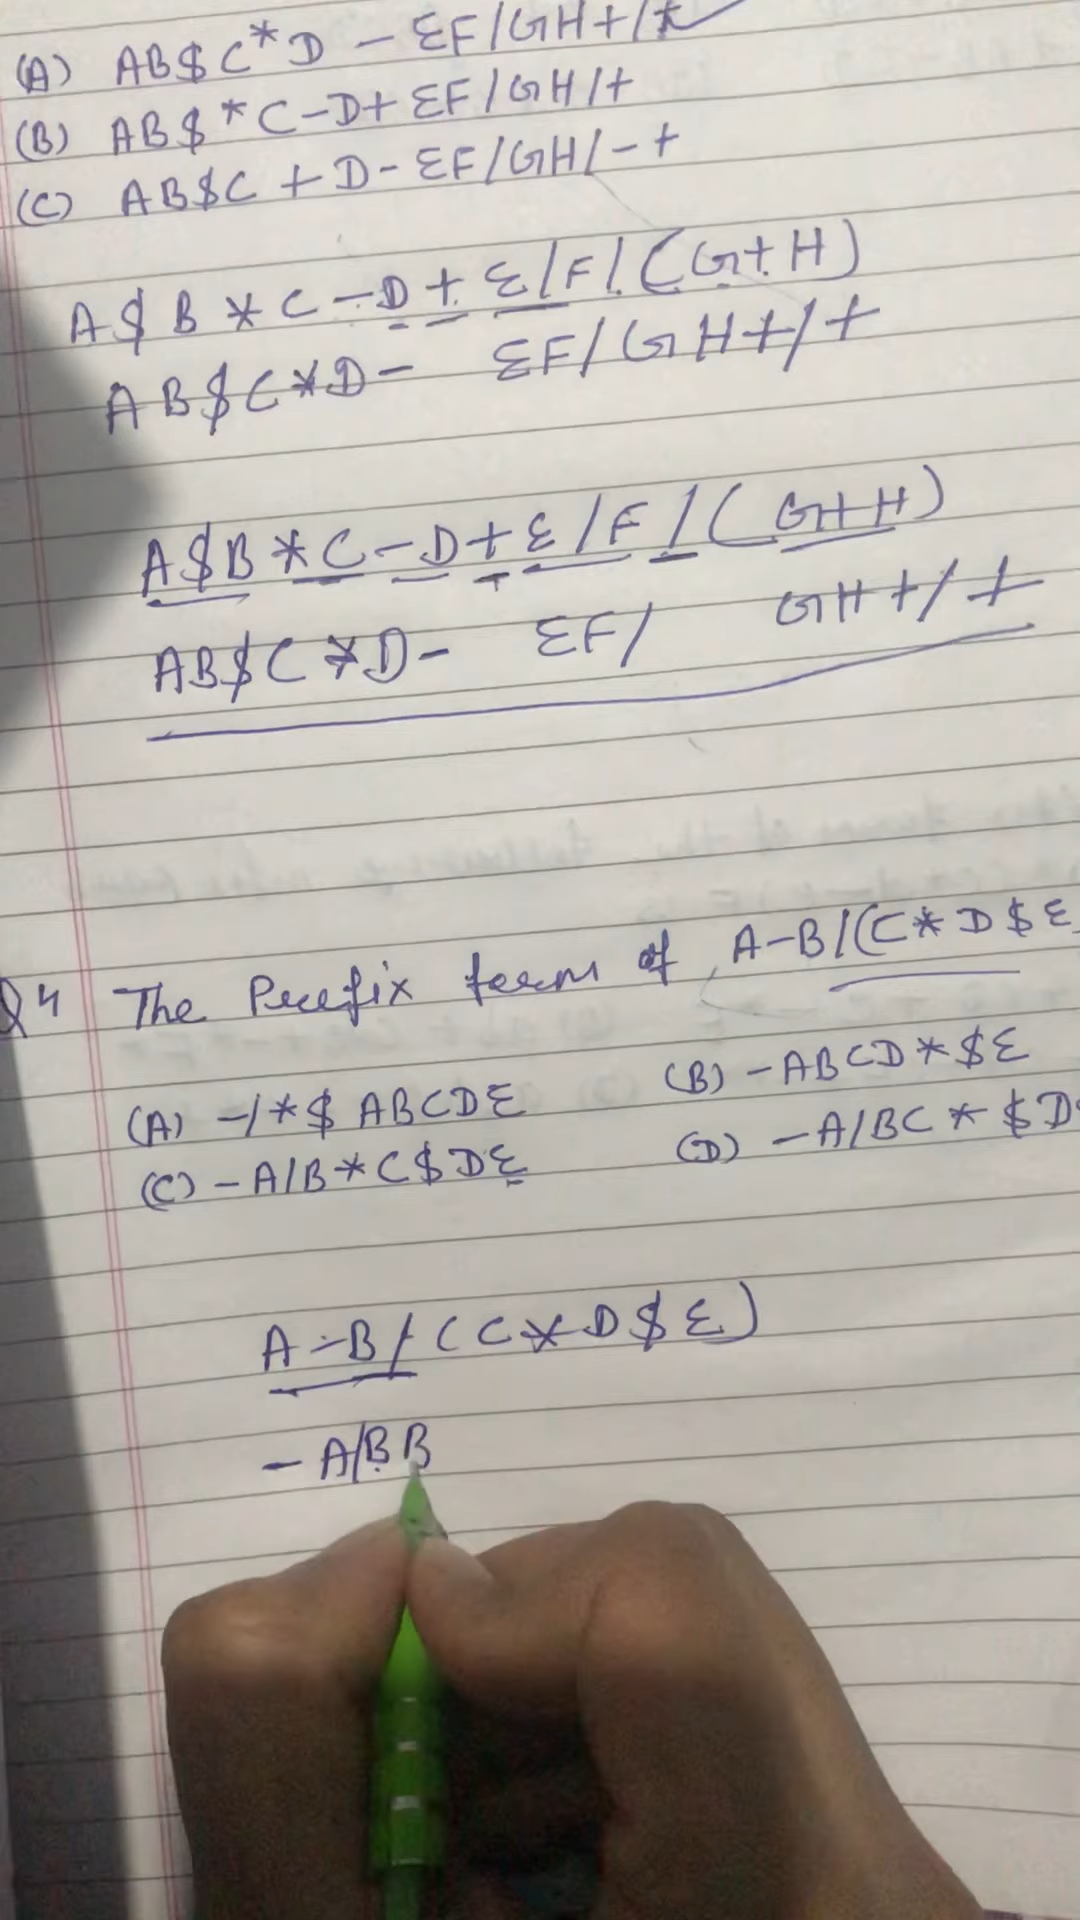 (A) AB$C*D - EF/GH+/+
(B) AB$*C-D+EF/GH/+
(C) AB$C+D-EF/GH/-+
A$B*C-D+E/F/(G+H)
AB$C*D- EF/GH+/+
A$B*C-D+E/F/(G+H)
AB$C*D- EF/ GH+/+
Q4 The Prefix form of A-B/(C*D$E
(A) -/*$ABCDE (B) -ABCD*$E
(C) -A/B*C$DE (D) -A/BC*$D
A-B/(C*D$E)
-A/BB